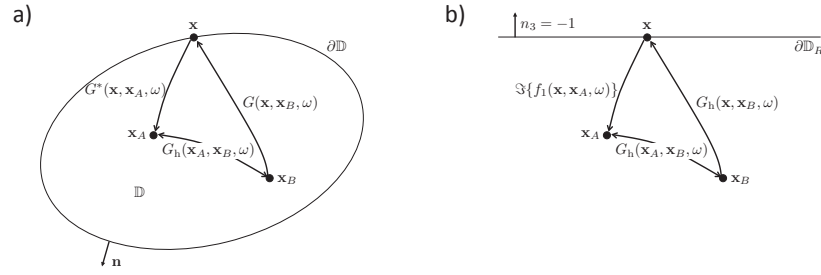 a)
x
∂𝔻
G*(x, x_A, ω)
G(x, x_B, ω)
x_A
G_h(x_A, x_B, ω)
𝔻
x_B
n
b)
n_3 = −1
x
∂𝔻_R
ℑ{f_1(x, x_A, ω)}
G_h(x, x_B, ω)
x_A
G_h(x_A, x_B, ω)
x_B